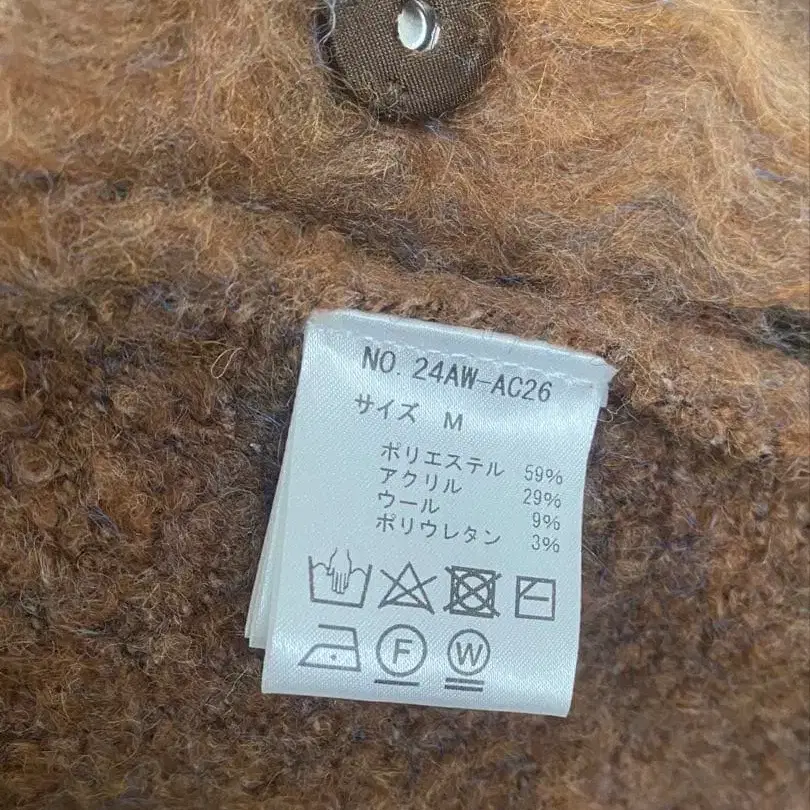 NO. 24AW-AC26
サイズ M
ポリエステル 59%
アクリル 29%
ウール 9%
ポリウレタン 3%
F W